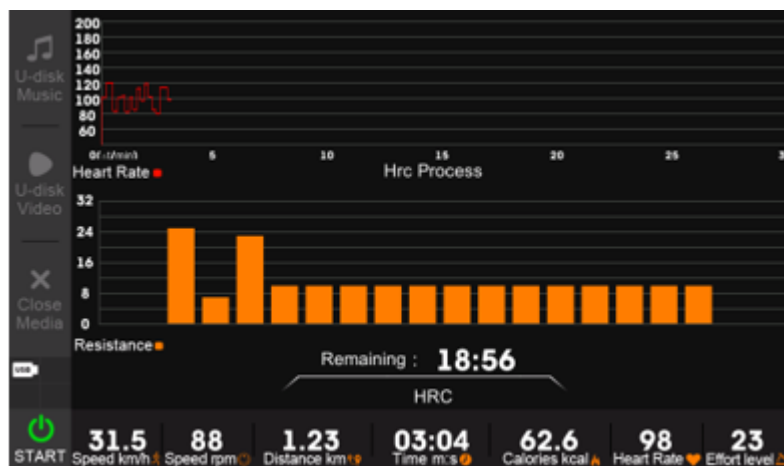 200
180
160
140
120
100
80
60
5 10 15 20 25
Heart Rate
Hrc Process
U-disk
Music
U-disk
Video
Close
Media
32
24
16
8
0
Resistance
Remaining : 18:56
HRC
USB
START
31.5 88 1.23 03:04 62.6 98 23
Speed km/h Speed rpm Distance km Time m:s Calories kcal Heart Rate Effort level